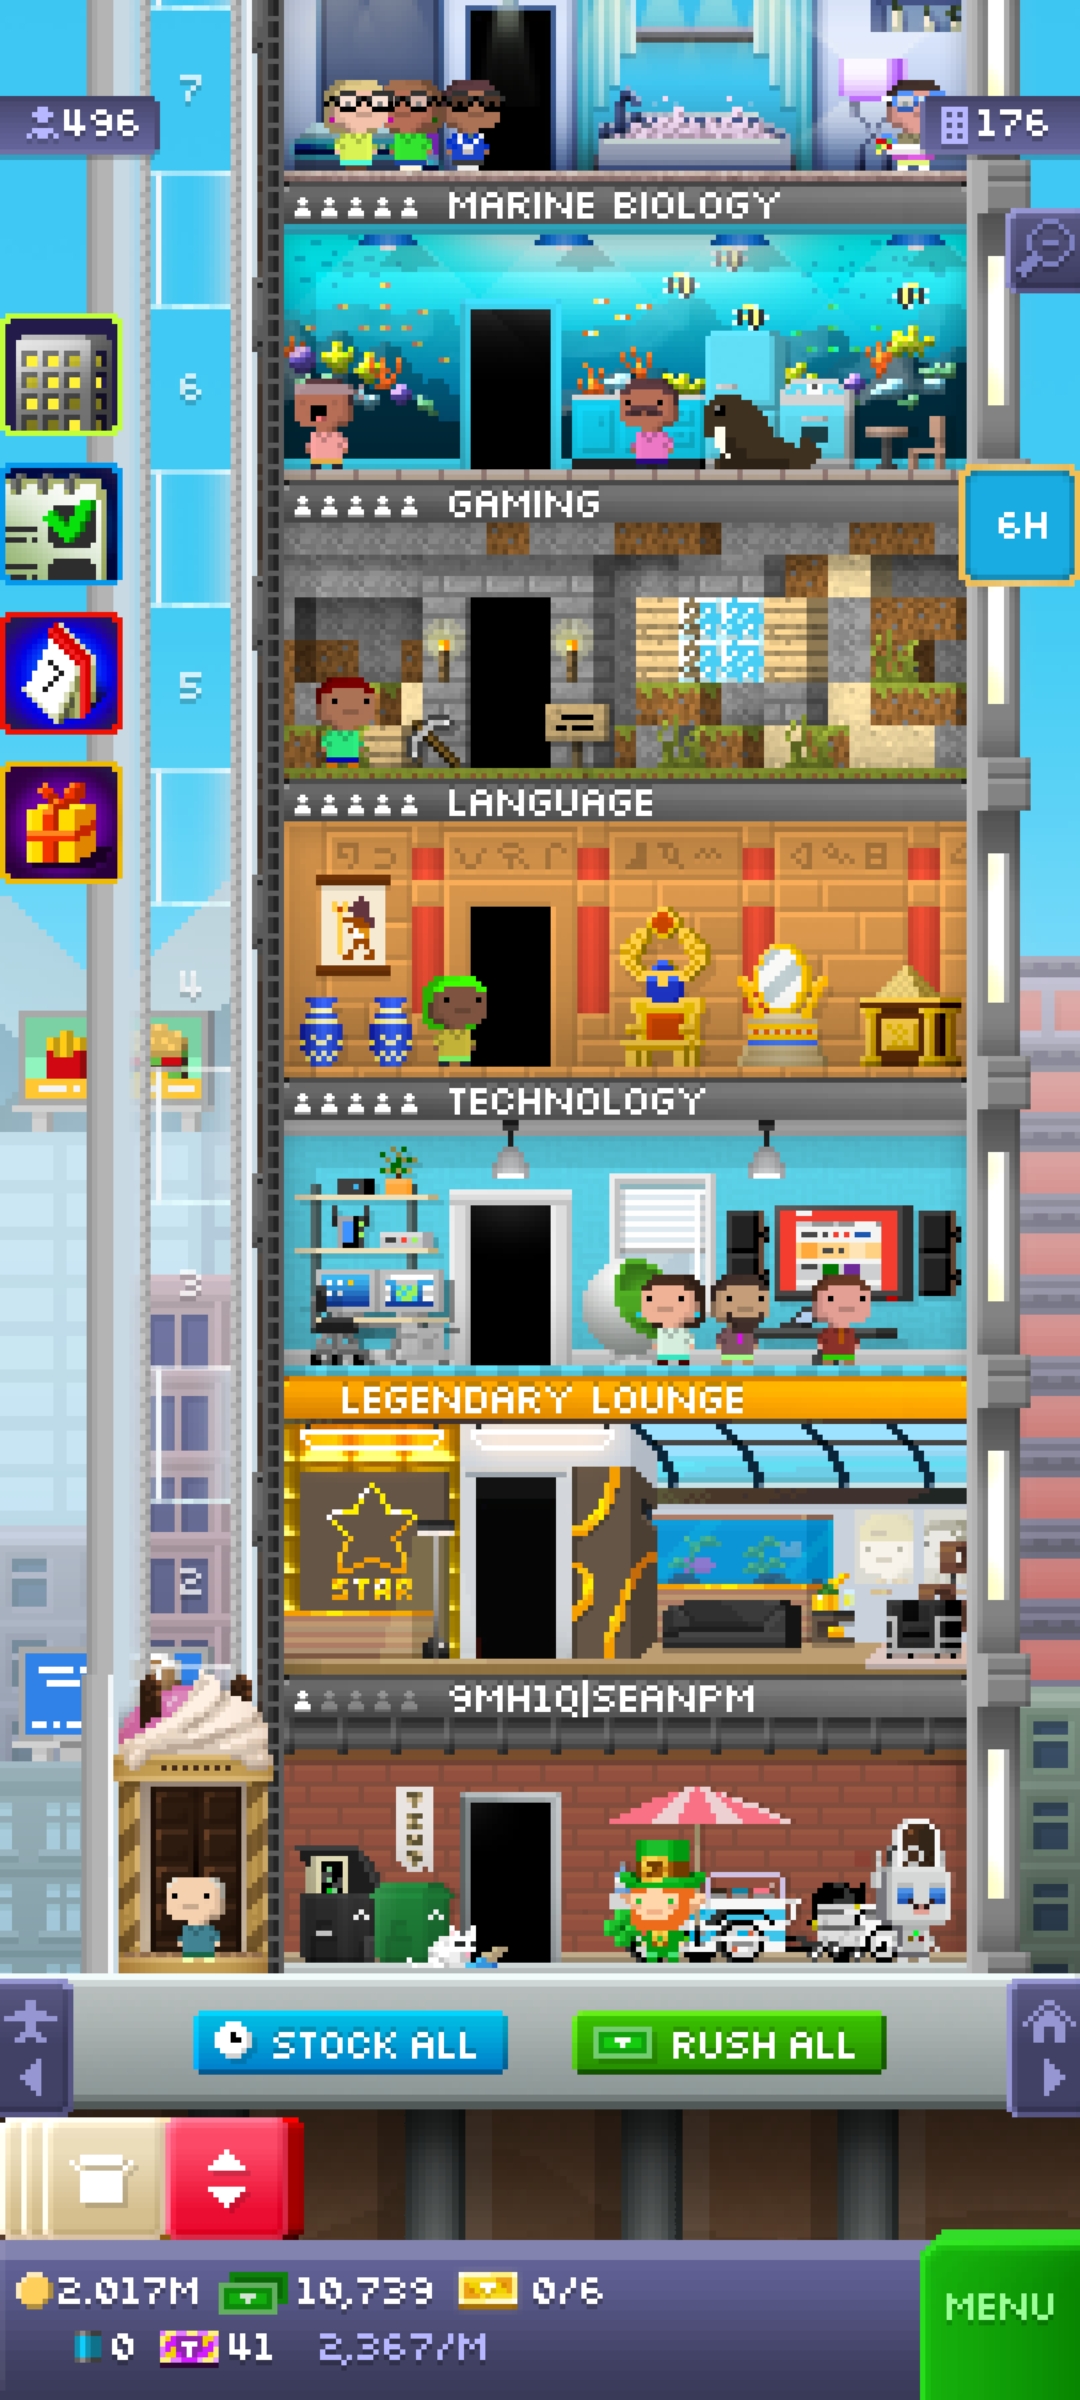 7
496
176
MARINE BIOLOGY
6
GAMING
6H
5
LANGUAGE
4
TECHNOLOGY
3
LEGENDARY LOUNGE
STAR
2
9MH1Q|SEANPM
STOCK ALL
RUSH ALL
2.017M
10,739
0/6
MENU
0
41
2,367/M